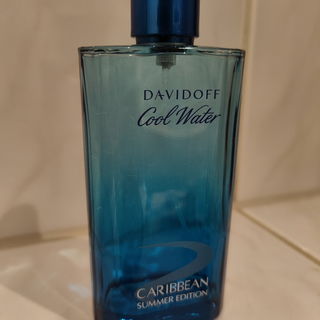 DAVIDOFF
Cool Water
CARIBBEAN
SUMMER EDITION